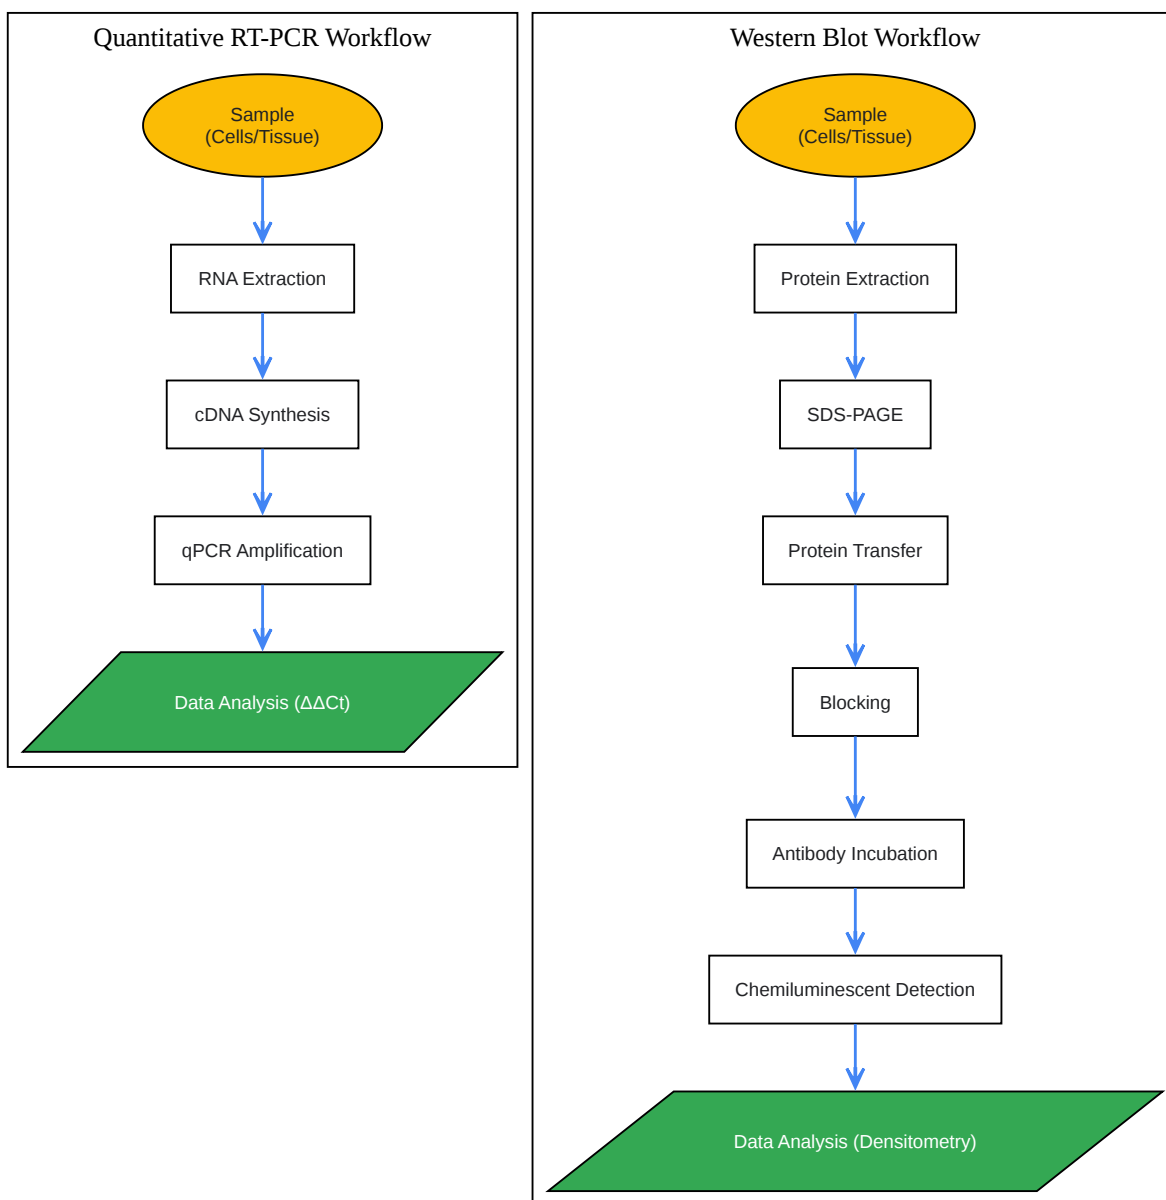 Quantitative RT-PCR Workflow
Sample
(Cells/Tissue)
RNA Extraction
cDNA Synthesis
qPCR Amplification
Data Analysis (ΔΔCt)
Western Blot Workflow
Sample
(Cells/Tissue)
Protein Extraction
SDS-PAGE
Protein Transfer
Blocking
Antibody Incubation
Chemiluminescent Detection
Data Analysis (Densitometry)